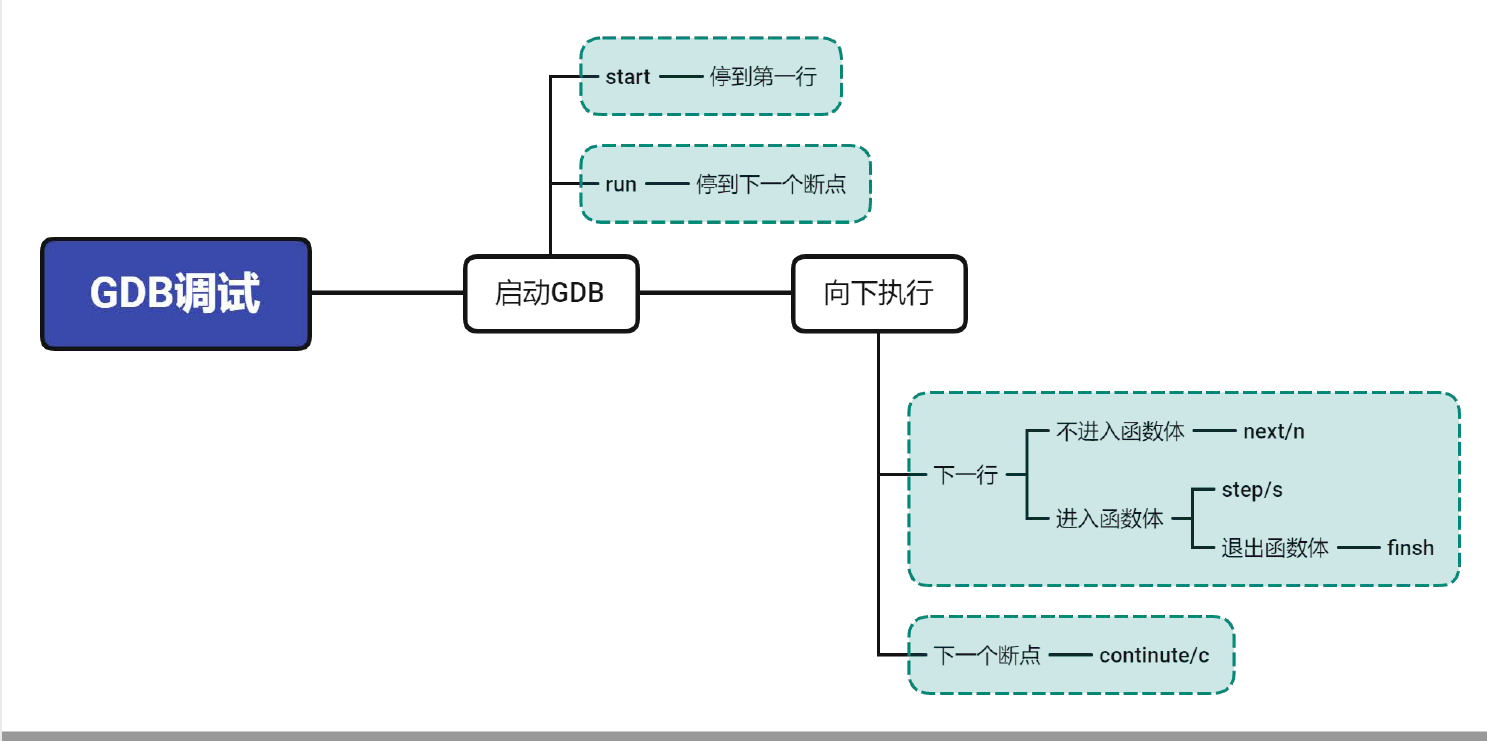 start
停到第一行
run
停到下一个断点
GDB调试
启动GDB
向下执行
不进入函数体
next/n
下一行
step/s
进入函数体
退出函数体
finsh
下一个断点
continute/c